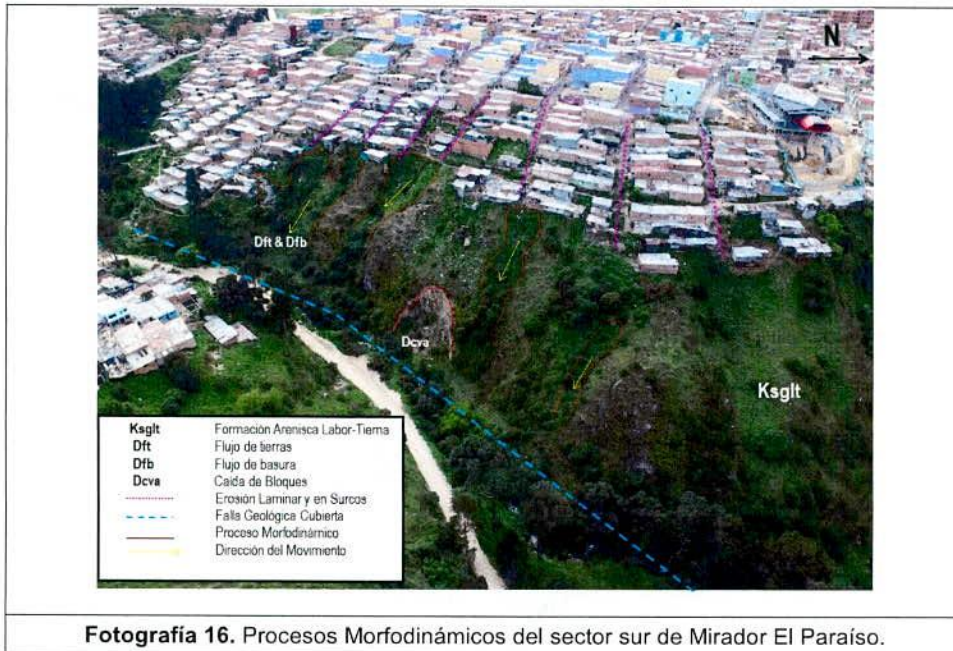 N
Dft & Dfb
Dcva
Ksglt
Ksglt Formación Arenisca Labor-Tierna
Dft Flujo de tierras
Dfb Flujo de basura
Dcva Caida de Bloques
Erosión Laminar y en Surcos
Falla Geológica Cubierta
Proceso Morfodinámico
Dirección del Movimiento
Fotografía 16. Procesos Morfodinámicos del sector sur de Mirador El Paraíso.